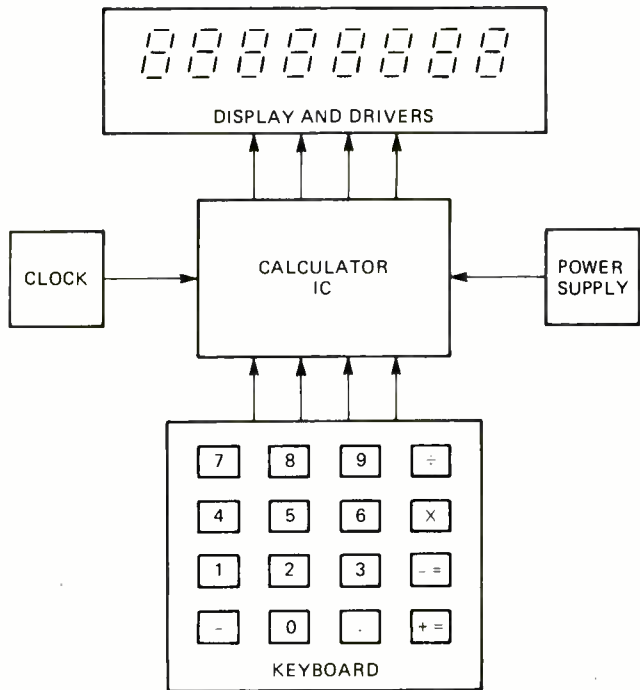 88888888
DISPLAY AND DRIVERS
CLOCK
CALCULATOR
IC
POWER
SUPPLY
7 8 9 ÷
4 5 6 X
1 2 3 - =
- 0 . + =
KEYBOARD